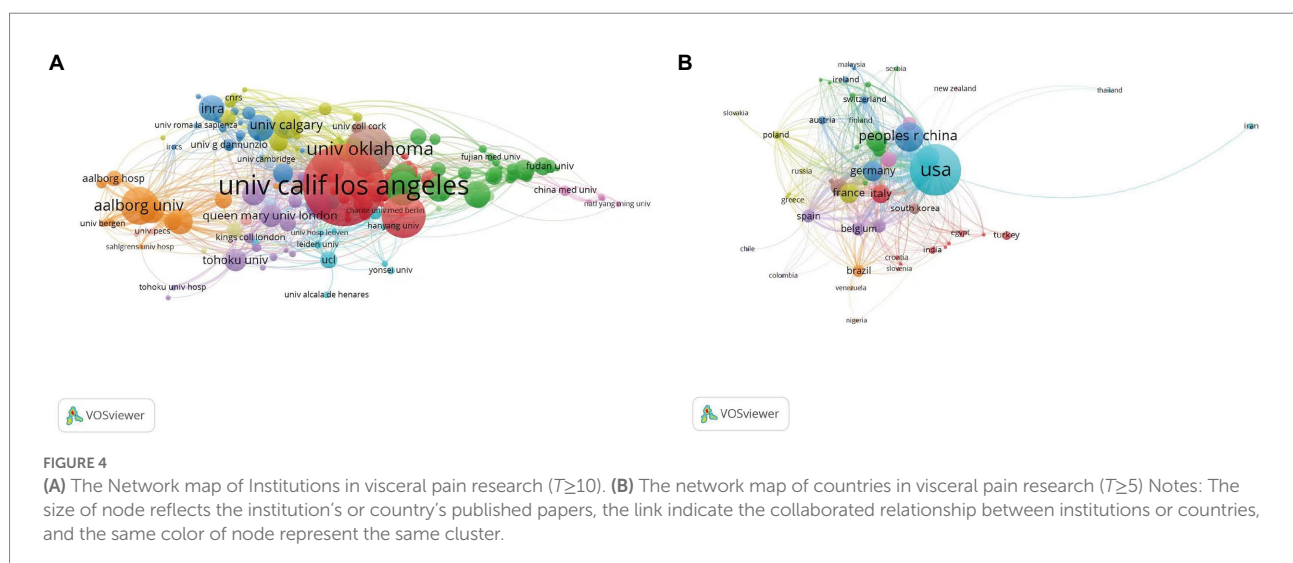 A
B
cnrs
inra
univ roma la sapienza
univ calgary
univ coll cork
irccs
univ g dannunzio
univ cambridge
univ oklahoma
fujian med univ
fudan univ
aalborg hosp
univ calif los angeles
china med univ
natl yang ming univ
aalborg univ
univ bergen
univ pecs
queen mary univ london
charite univ med berlin
hanyang univ
sahlgrens univ hosp
kings coll london
univ hosp leuven
leiden univ
tohoku univ
ucl
yonsei univ
tohoku univ hosp
univ alcala de henares
VOSviewer
malaysia
serbia
ireland
new zealand
thailand
switzerland
slovakia
austria
finland
iran
poland
peoples r china
russia
germany
usa
greece
france
italy
spain
south korea
belgium
egypt
turkey
india
chile
croatia
slovenia
colombia
brazil
venezuela
nigeria
VOSviewer
FIGURE 4
(A) The Network map of Institutions in visceral pain research (T≥10). (B) The network map of countries in visceral pain research (T≥5) Notes: The
size of node reflects the institution's or country's published papers, the link indicate the collaborated relationship between institutions or countries,
and the same color of node represent the same cluster.